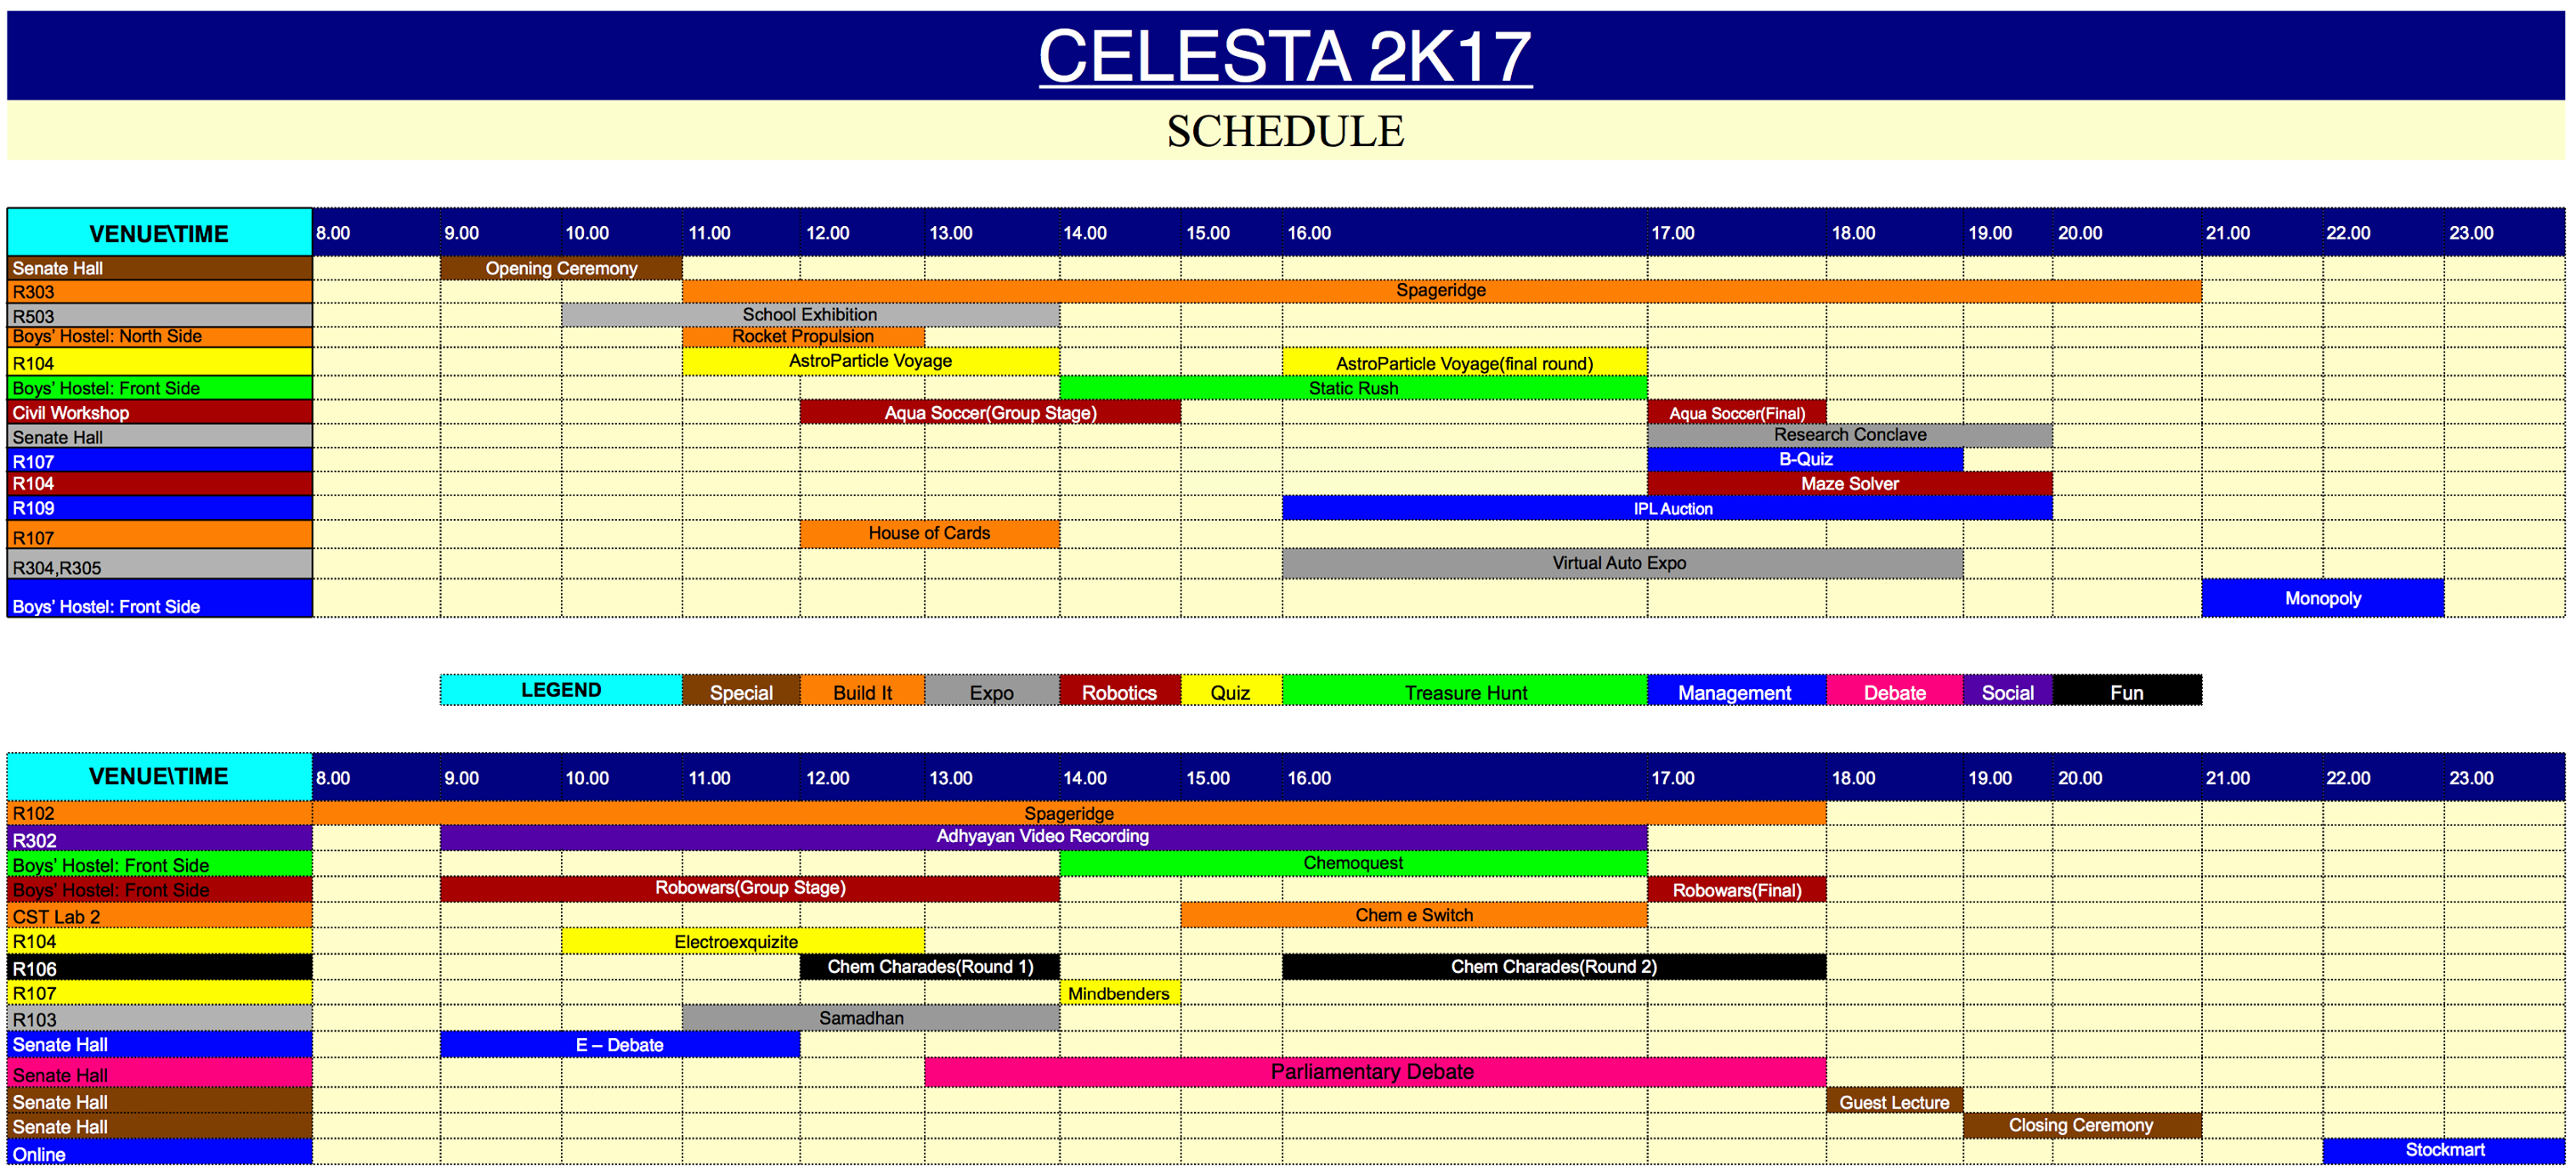 CELESTA 2K17
SCHEDULE
VENUE\TIME 8.00 9.00 10.00 11.00 12.00 13.00 14.00 15.00 16.00 17.00 18.00 19.00 20.00 21.00 22.00 23.00
Senate Hall Opening Ceremony
R303 Spageridge
R503 School Exhibition
Boys' Hostel: North Side Rocket Propulsion
R104 AstroParticle Voyage AstroParticle Voyage(final round)
Boys' Hostel: Front Side Static Rush
Civil Workshop Aqua Soccer(Group Stage) Aqua Soccer(Final)
Senate Hall Research Conclave
R107 B-Quiz
R104 Maze Solver
R109 IPL Auction
R107 House of Cards
R304,R305 Virtual Auto Expo
Boys' Hostel: Front Side Monopoly
LEGEND Special Build It Expo Robotics Quiz Treasure Hunt Management Debate Social Fun
VENUE\TIME 8.00 9.00 10.00 11.00 12.00 13.00 14.00 15.00 16.00 17.00 18.00 19.00 20.00 21.00 22.00 23.00
R102 Spageridge
R302 Adhyayan Video Recording
Boys' Hostel: Front Side Chemoquest
Boys' Hostel: Front Side Robowars(Group Stage) Robowars(Final)
CST Lab 2 Chem e Switch
R104 Electroexquizite
R106 Chem Charades(Round 1) Chem Charades(Round 2)
R107 Mindbenders
R103 Samadhan
Senate Hall E – Debate
Senate Hall Parliamentary Debate
Senate Hall Guest Lecture
Senate Hall Closing Ceremony
Online Stockmart